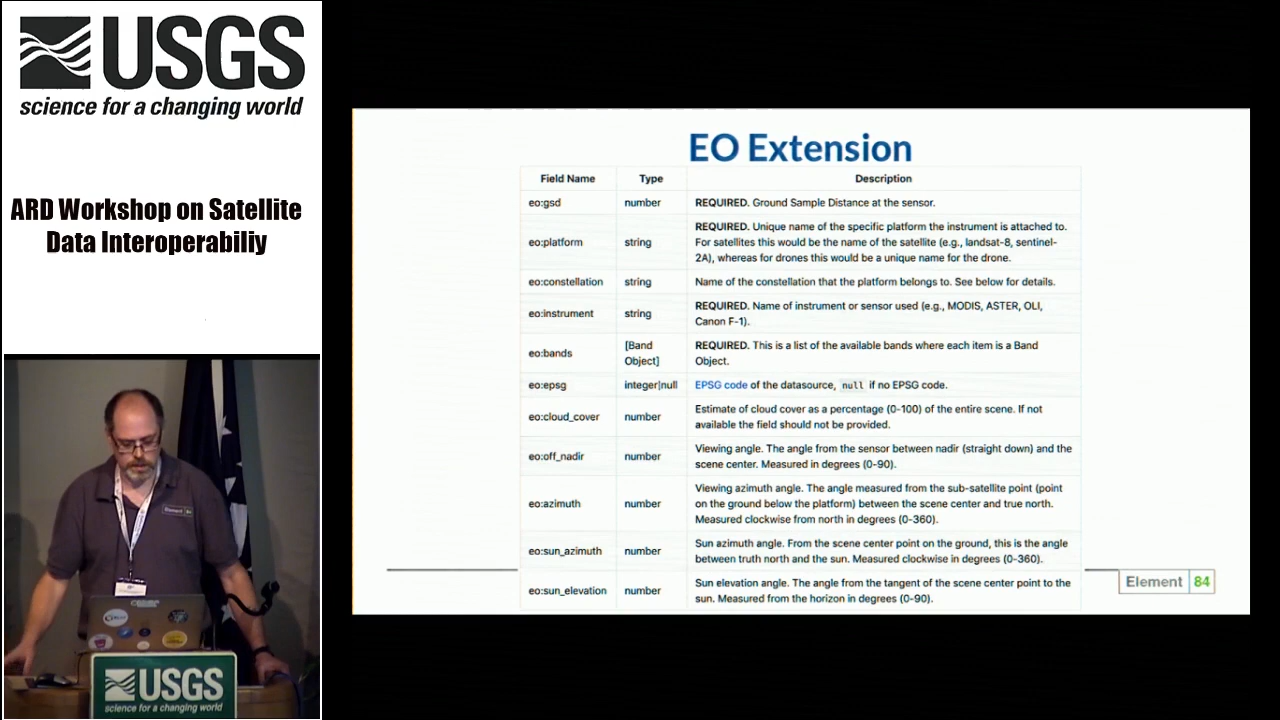 USGS
science for a changing world
ARD Workshop on Satellite
Data Interoperabiliy
EO Extension
Field Name Type Description
eo:gsd number REQUIRED. Ground Sample Distance at the sensor.
eo:platform string REQUIRED. Unique name of the specific platform the instrument is attached to.
For satellites this would be the name of the satellite (e.g., landsat-8, sentinel-
2A), whereas for drones this would be a unique name for the drone.
eo:constellation string Name of the constellation that the platform belongs to. See below for details.
eo:instrument string REQUIRED. Name of instrument or sensor used (e.g., MODIS, ASTER, OLI,
Canon F-1).
eo:bands [Band
Object] REQUIRED. This is a list of the available bands where each item is a Band
Object.
eo:epsg integer|null EPSG code of the datasource, null if no EPSG code.
eo:cloud_cover number Estimate of cloud cover as a percentage (0-100) of the entire scene. If not
available the field should not be provided.
eo:off_nadir number Viewing angle. The angle from the sensor between nadir (straight down) and the
scene center. Measured in degrees (0-90).
eo:azimuth number Viewing azimuth angle. The angle measured from the sub-satellite point (point
on the ground below the platform) between the scene center and true north.
Measured clockwise from north in degrees (0-360).
eo:sun_azimuth number Sun azimuth angle. From the scene center point on the ground, this is the angle
between truth north and the sun. Measured clockwise in degrees (0-360).
eo:sun_elevation number Sun elevation angle. The angle from the tangent of the scene center point to the
sun. Measured from the horizon in degrees (0-90).
Element 84
Element 84
USGS
science for a changing world